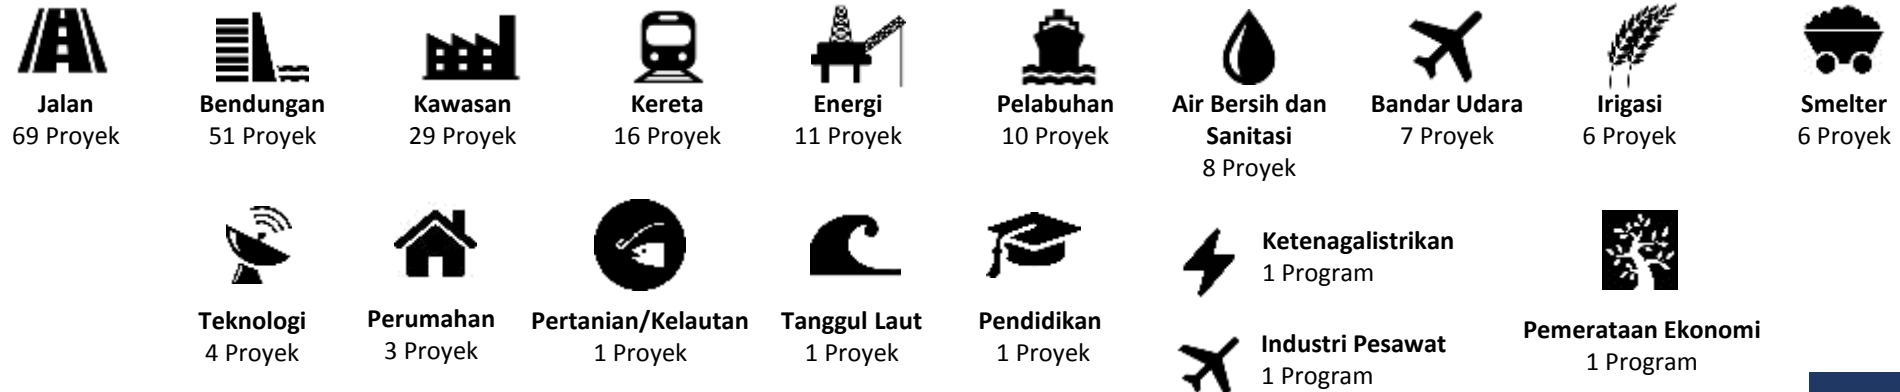 Jalan
69 Proyek
Bendungan
51 Proyek
Kawasan
29 Proyek
Kereta
16 Proyek
Energi
11 Proyek
Pelabuhan
10 Proyek
Air Bersih dan
Sanitasi
8 Proyek
Bandar Udara
7 Proyek
Irigasi
6 Proyek
Smelter
6 Proyek
Teknologi
4 Proyek
Perumahan
3 Proyek
Pertanian/Kelautan
1 Proyek
Tanggul Laut
1 Proyek
Pendidikan
1 Proyek
Ketenagalistrikan
1 Program
Industri Pesawat
1 Program
Pemerataan Ekonomi
1 Program